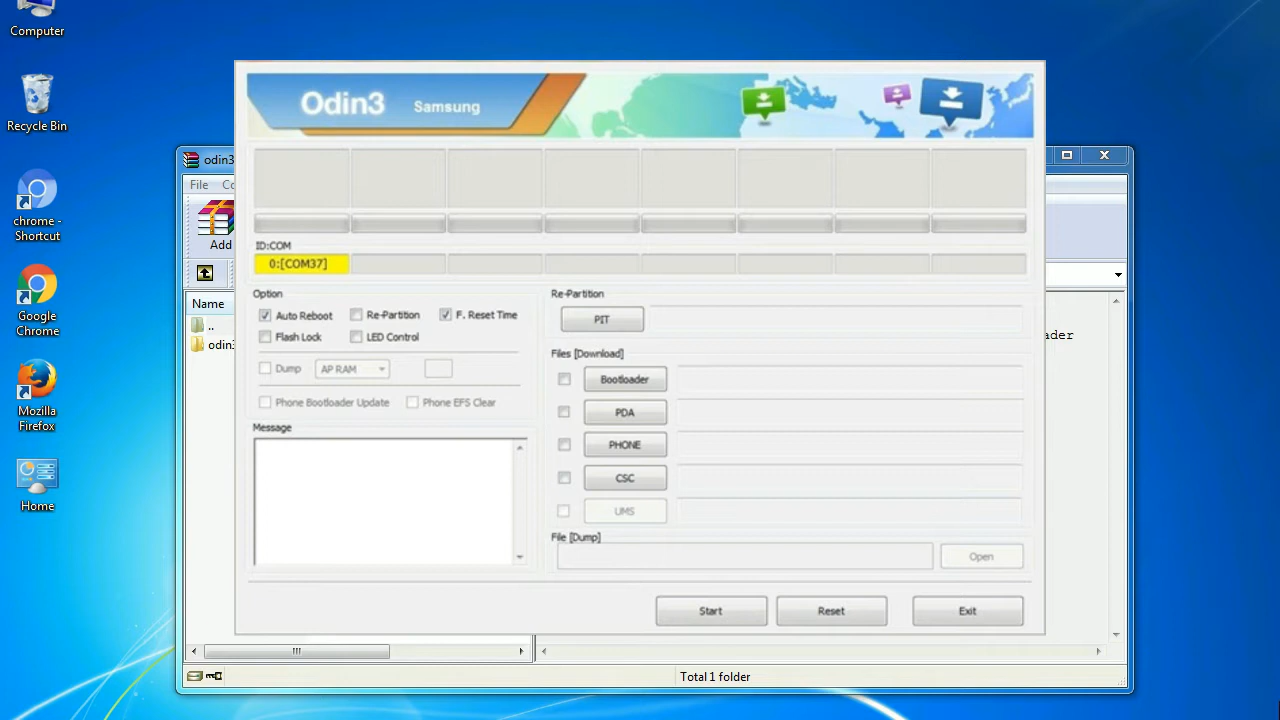 Computer
Recycle Bin
chrome -
Shortcut
Google
Chrome
Mozilla
Firefox
Home
odin3
File
Add
Name
..
odin3
Odin3 Samsung
ID:COM
0:[COM37]
Option
Auto Reboot Re-Partition F. Reset Time
Flash Lock LED Control
Dump AP RAM
Phone Bootloader Update Phone EFS Clear
Message
Re-Partition
PIT
Files [Download]
Bootloader
PDA
PHONE
CSC
UMS
File [Dump]
Open
Start Reset Exit
Total 1 folder